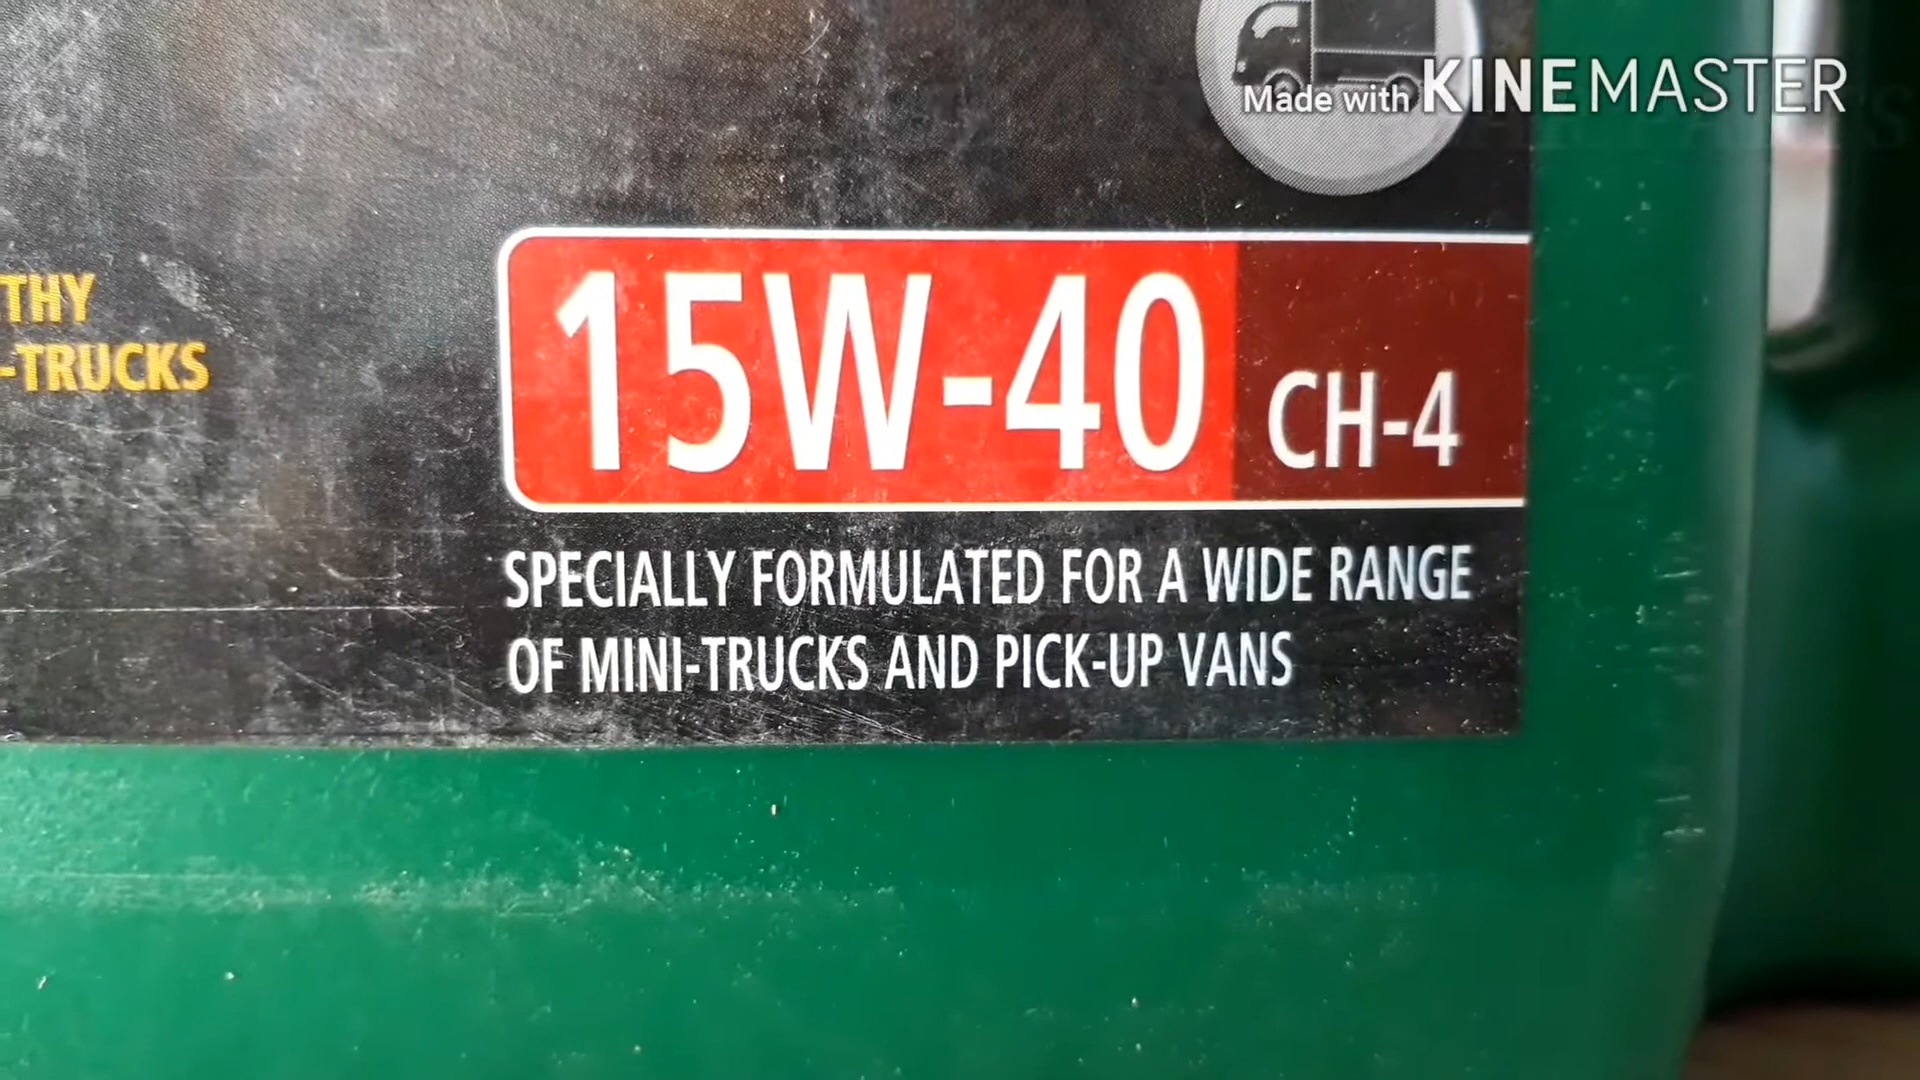 Made with KINEMASTER
THY
-TRUCKS
15W-40 CH-4
SPECIALLY FORMULATED FOR A WIDE RANGE
OF MINI-TRUCKS AND PICK-UP VANS